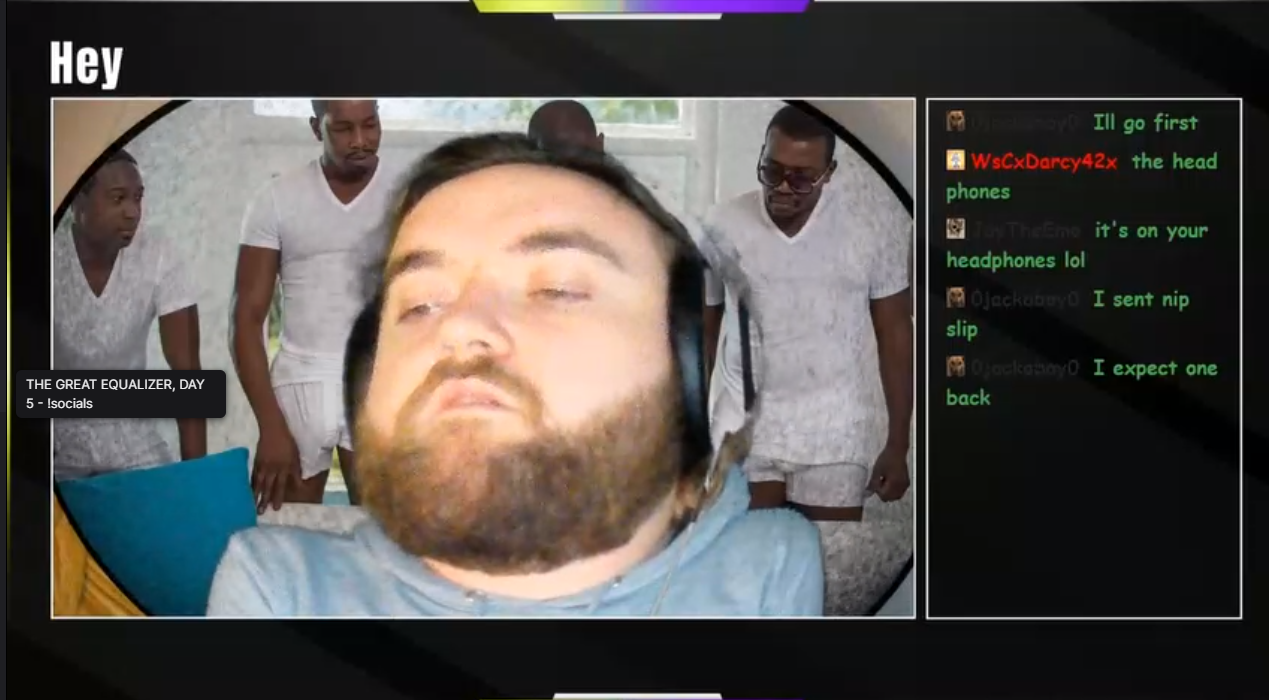 Hey
0jackaboy0 Ill go first
WsCxDarcy42x the head
phones
JayTheEmo it's on your
headphones lol
0jackaboy0 I sent nip
slip
0jackaboy0 I expect one
back
THE GREAT EQUALIZER, DAY
5 - !socials